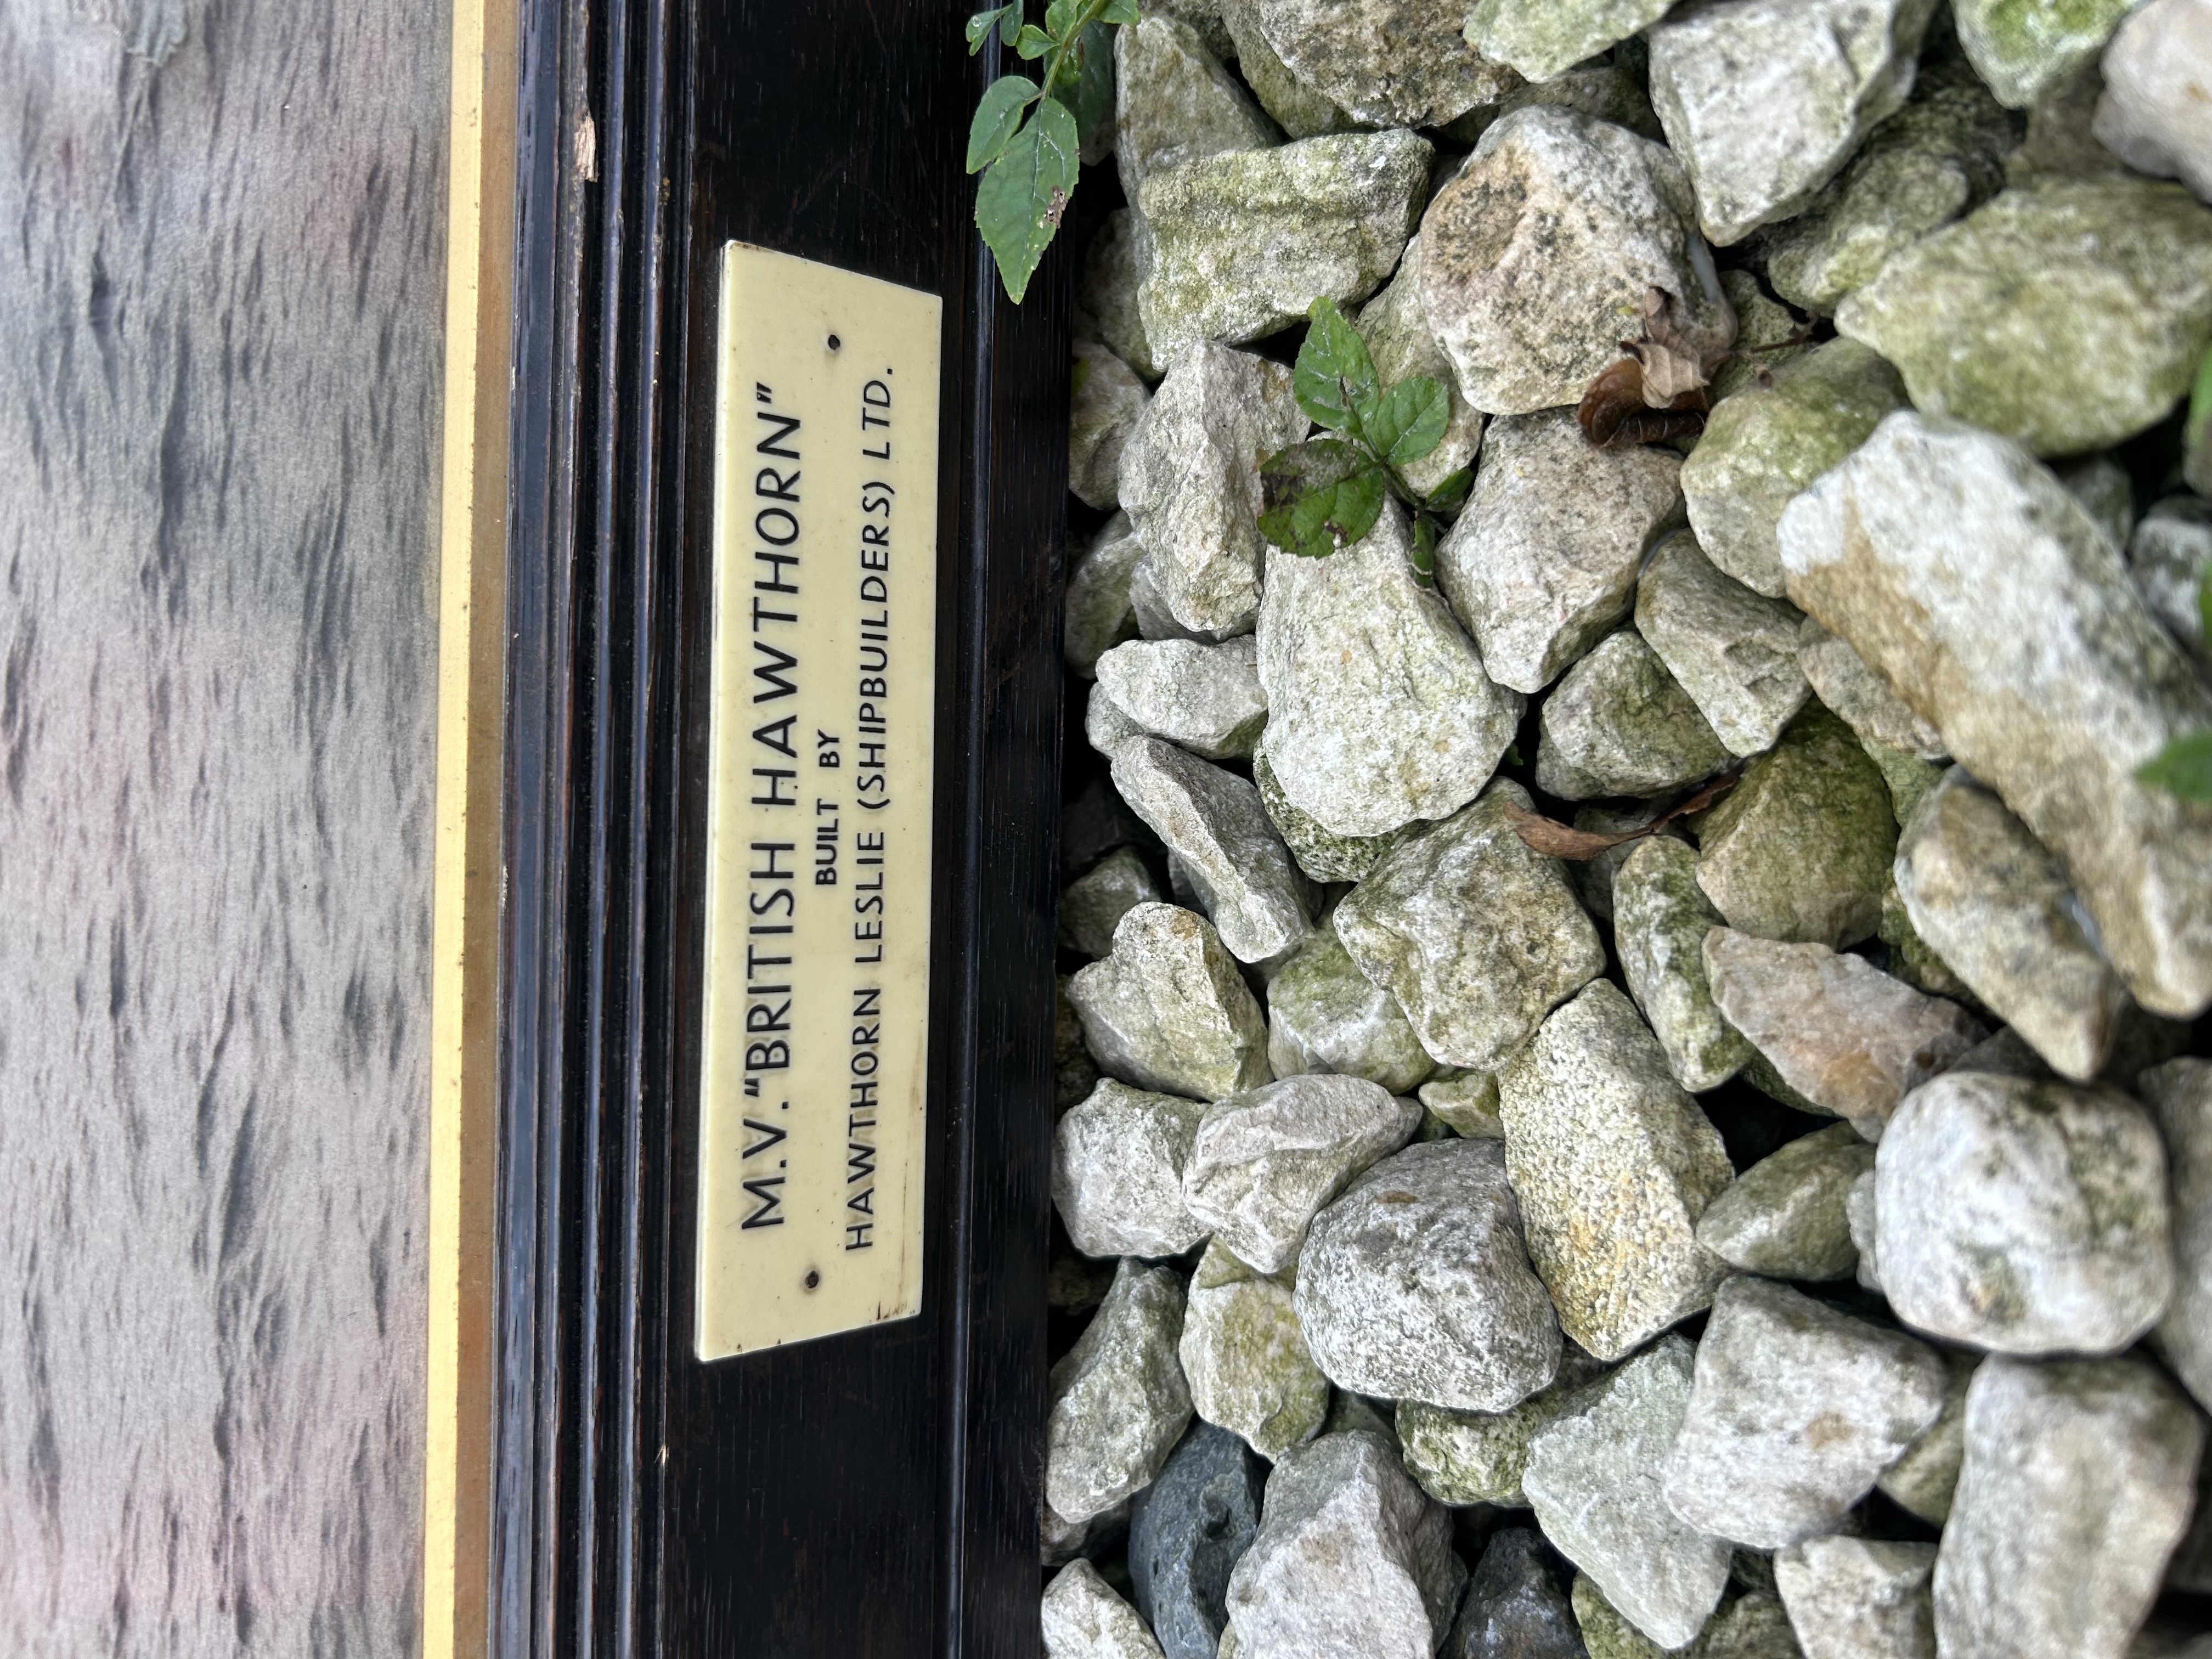 M.V. "BRITISH HAWTHORN"
BUILT BY
HAWTHORN LESLIE (SHIPBUILDERS) LTD.